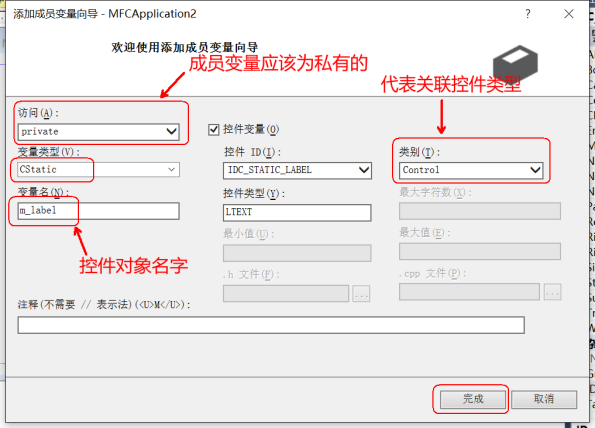 添加成员变量向导 - MFCApplication2
欢迎使用添加成员变量向导
成员变量应该为私有的
代表关联控件类型
访问(A):
private
控件变量(O)
变量类型(V):
控件 ID(I):
类别(T):
CStatic
IDC_STATIC_LABEL
Control
变量名(N):
控件类型(Y):
最大字符数(X):
m_label
LTEXT
最小值(U):
最大值(E):
控件对象名字
.h 文件(F):
.cpp 文件(P):
...
...
注释(不需要 // 表示法)(<U>M</U>):
完成
取消